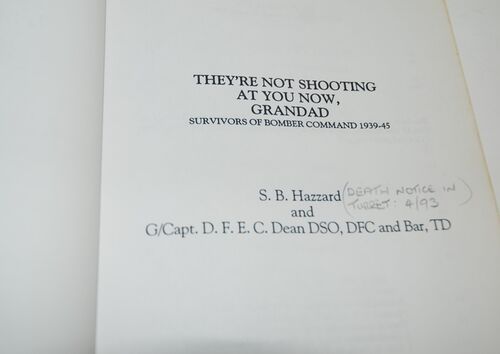 THEY'RE NOT SHOOTING
AT YOU NOW,
GRANDAD
SURVIVORS OF BOMBER COMMAND 1939-45
S. B. Hazzard (DEATH NOTICE IN
TURRET: 4/93)
and
G/Capt. D. F. E. C. Dean DSO, DFC and Bar, TD